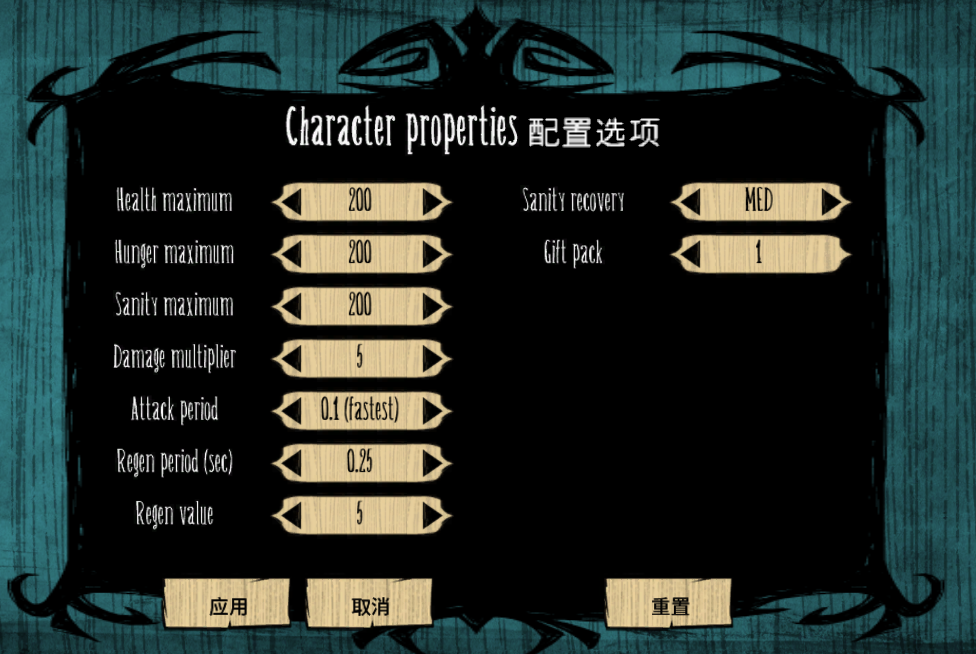 Character properties 配置选项
Health maximum 200
Hunger maximum 200
Sanity maximum 200
Damage multiplier 5
Attack period 0.1 (fastest)
Regen period (sec) 0.25
Regen value 5
Sanity recovery MED
Gift pack 1
应用 取消 重置